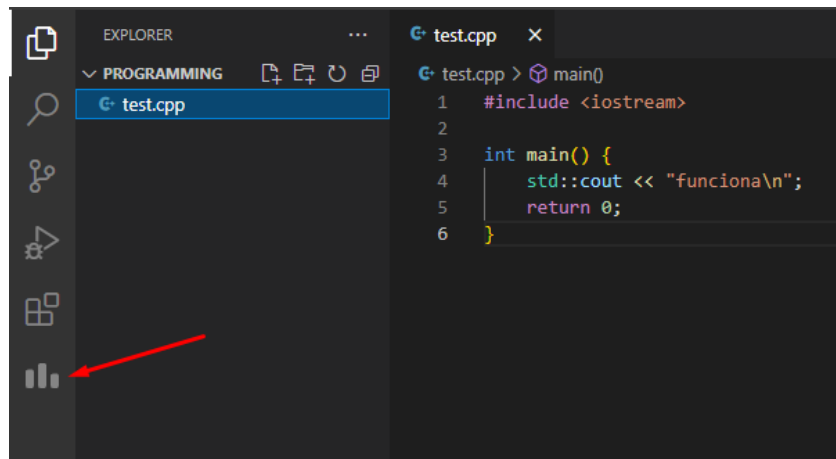 EXPLORER ...
PROGRAMMING
test.cpp
test.cpp
test.cpp > main()
1 #include <iostream>
2
3 int main() {
4 std::cout << "funciona\n";
5 return 0;
6 }